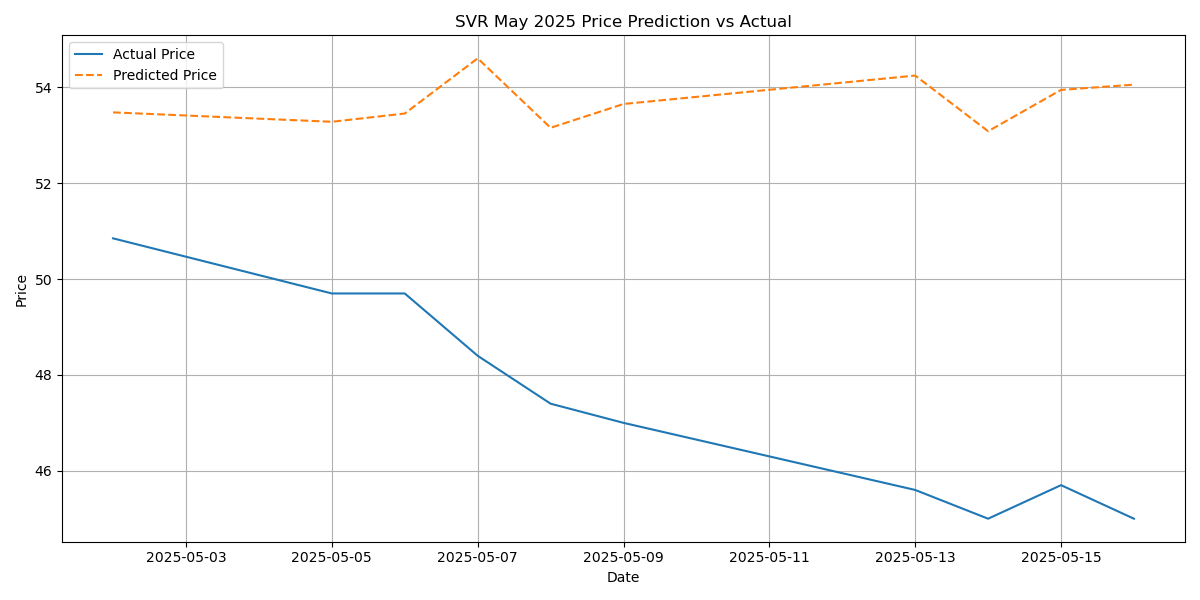 SVR May 2025 Price Prediction vs Actual
Actual Price
Predicted Price
54
52
50
48
46
Price
2025-05-03
2025-05-05
2025-05-07
2025-05-09
2025-05-11
2025-05-13
2025-05-15
Date